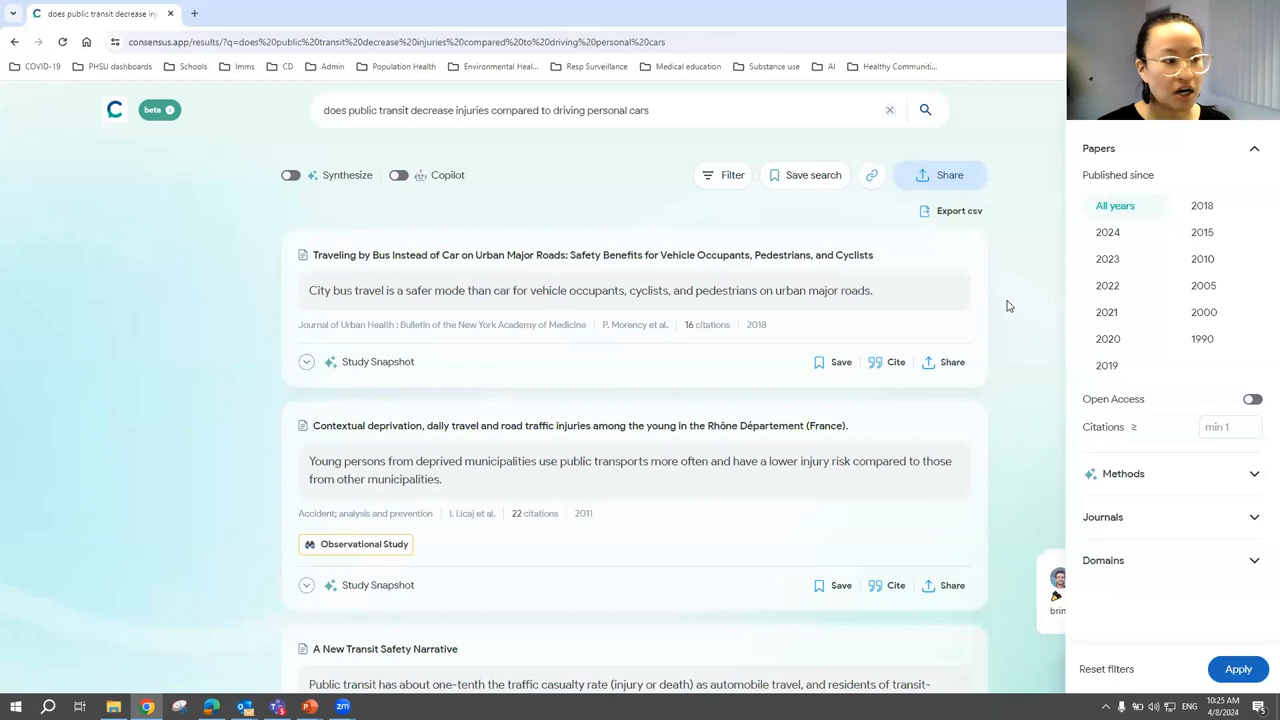 does public transit decrease inj
consensus.app/results/?q=does%20public%20transit%20decrease%20injuries%20compared%20to%20driving%20personal%20cars
COVID-19
PHSU dashboards
Schools
Imms
CD
Admin
Population Health
Environmental Heal...
Resp Surveillance
Medical education
Substance use
AI
Healthy Communiti...
beta
does public transit decrease injuries compared to driving personal cars
Synthesize
Copilot
Filter
Save search
Share
Export csv
Traveling by Bus Instead of Car on Urban Major Roads: Safety Benefits for Vehicle Occupants, Pedestrians, and Cyclists
City bus travel is a safer mode than car for vehicle occupants, cyclists, and pedestrians on urban major roads.
Journal of Urban Health : Bulletin of the New York Academy of Medicine
P. Morency et al.
16 citations
2018
Study Snapshot
Save
Cite
Share
Contextual deprivation, daily travel and road traffic injuries among the young in the Rhône Département (France).
Young persons from deprived municipalities use public transports more often and have a lower injury risk compared to those
from other municipalities.
Accident; analysis and prevention
I. Licaj et al.
22 citations
2011
Observational Study
Study Snapshot
Save
Cite
Share
A New Transit Safety Narrative
Public transit has about one-tenth the traffic casualty rate (injury or death) as automobile travel, and residents of transit-
Papers
Published since
All years
2018
2024
2015
2023
2010
2022
2005
2021
2000
2020
1990
2019
Open Access
Citations ≥
min 1
Methods
Journals
Domains
brin
Reset filters
Apply
ENG
10:25 AM
4/8/2024
5